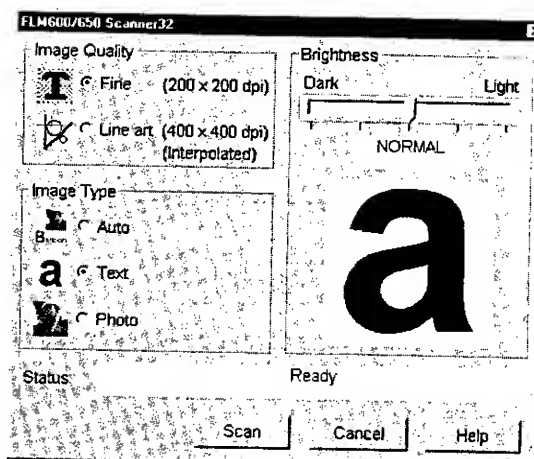 FLM600/650 Scanner32
Image Quality
T Fine (200 x 200 dpi)
Line art (400 x 400 dpi)
(Interpolated)
Image Type
Auto
a Text
Photo
Brightness
Dark Light
NORMAL
a
Status: Ready
Scan Cancel Help